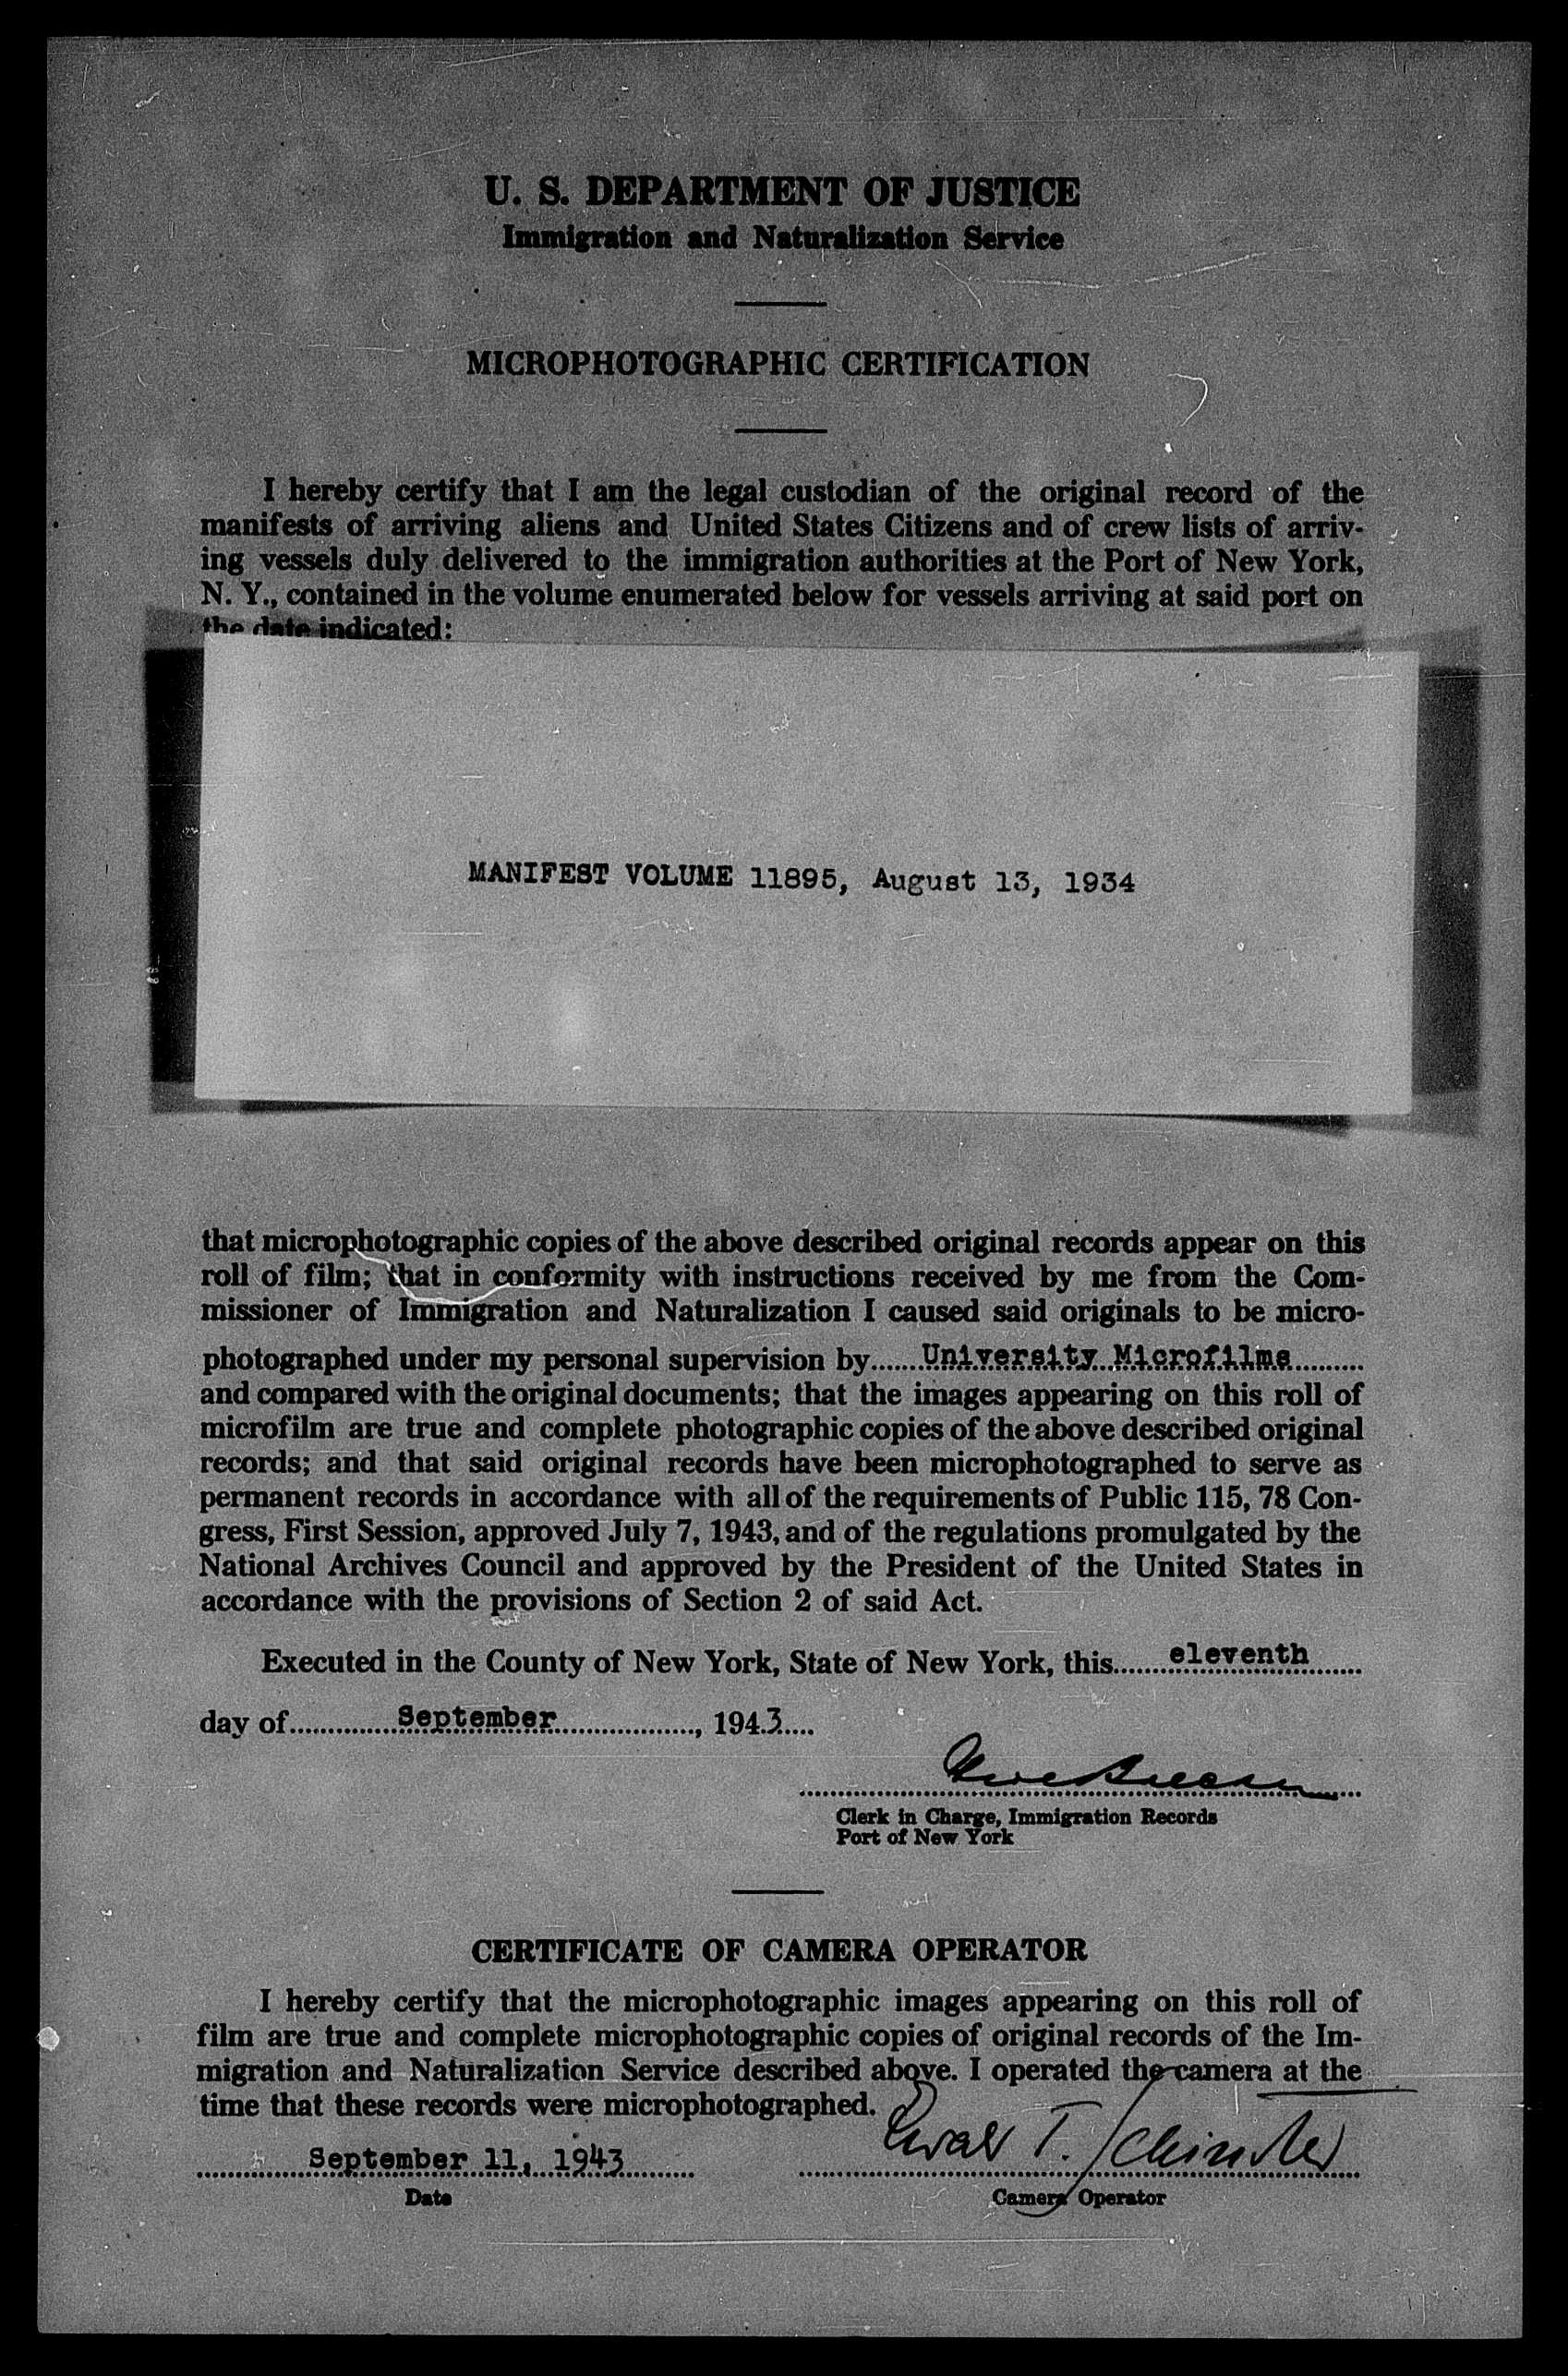 U. S. DEPARTMENT OF JUSTICE
Immigration and Naturalization Service
MICROPHOTOGRAPHIC CERTIFICATION
I hereby certify that I am the legal custodian of the original record of the
manifests of arriving aliens and United States Citizens and of crew lists of arriv-
ing vessels duly delivered to the immigration authorities at the Port of New York,
N. Y., contained in the volume enumerated below for vessels arriving at said port on
the date indicated:
MANIFEST VOLUME 11895, August 13, 1934
that microphotographic copies of the above described original records appear on this
roll of film; that in conformity with instructions received by me from the Com-
missioner of Immigration and Naturalization I caused said originals to be micro-
photographed under my personal supervision by University Microfilms
and compared with the original documents; that the images appearing on this roll of
microfilm are true and complete photographic copies of the above described original
records; and that said original records have been microphotographed to serve as
permanent records in accordance with all of the requirements of Public 115, 78 Con-
gress, First Session, approved July 7, 1943, and of the regulations promulgated by the
National Archives Council and approved by the President of the United States in
accordance with the provisions of Section 2 of said Act.
Executed in the County of New York, State of New York, this eleventh
day of September, 1943
Clerk in Charge, Immigration Records
Port of New York
CERTIFICATE OF CAMERA OPERATOR
I hereby certify that the microphotographic images appearing on this roll of
film are true and complete microphotographic copies of original records of the Im-
migration and Naturalization Service described above. I operated the camera at the
time that these records were microphotographed.
September 11, 1943
T.
Date
Camera Operator